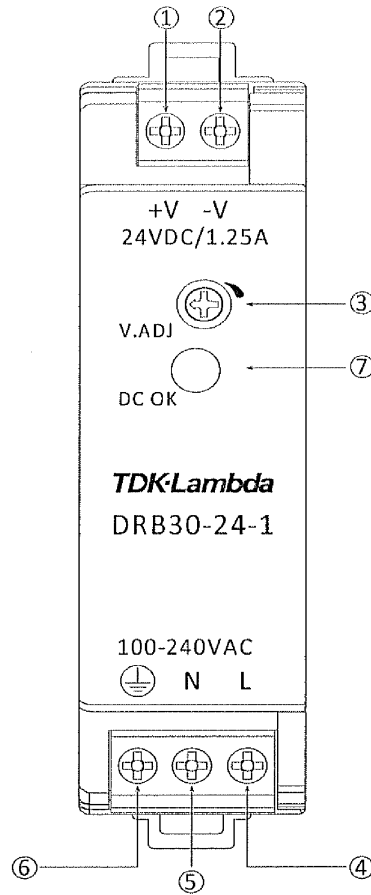 ① ②
+V -V
24VDC/1.25A
③
V.ADJ
⑦
DC OK
TDK·Lambda
DRB30-24-1
100-240VAC
N L
⑥ ⑤ ④